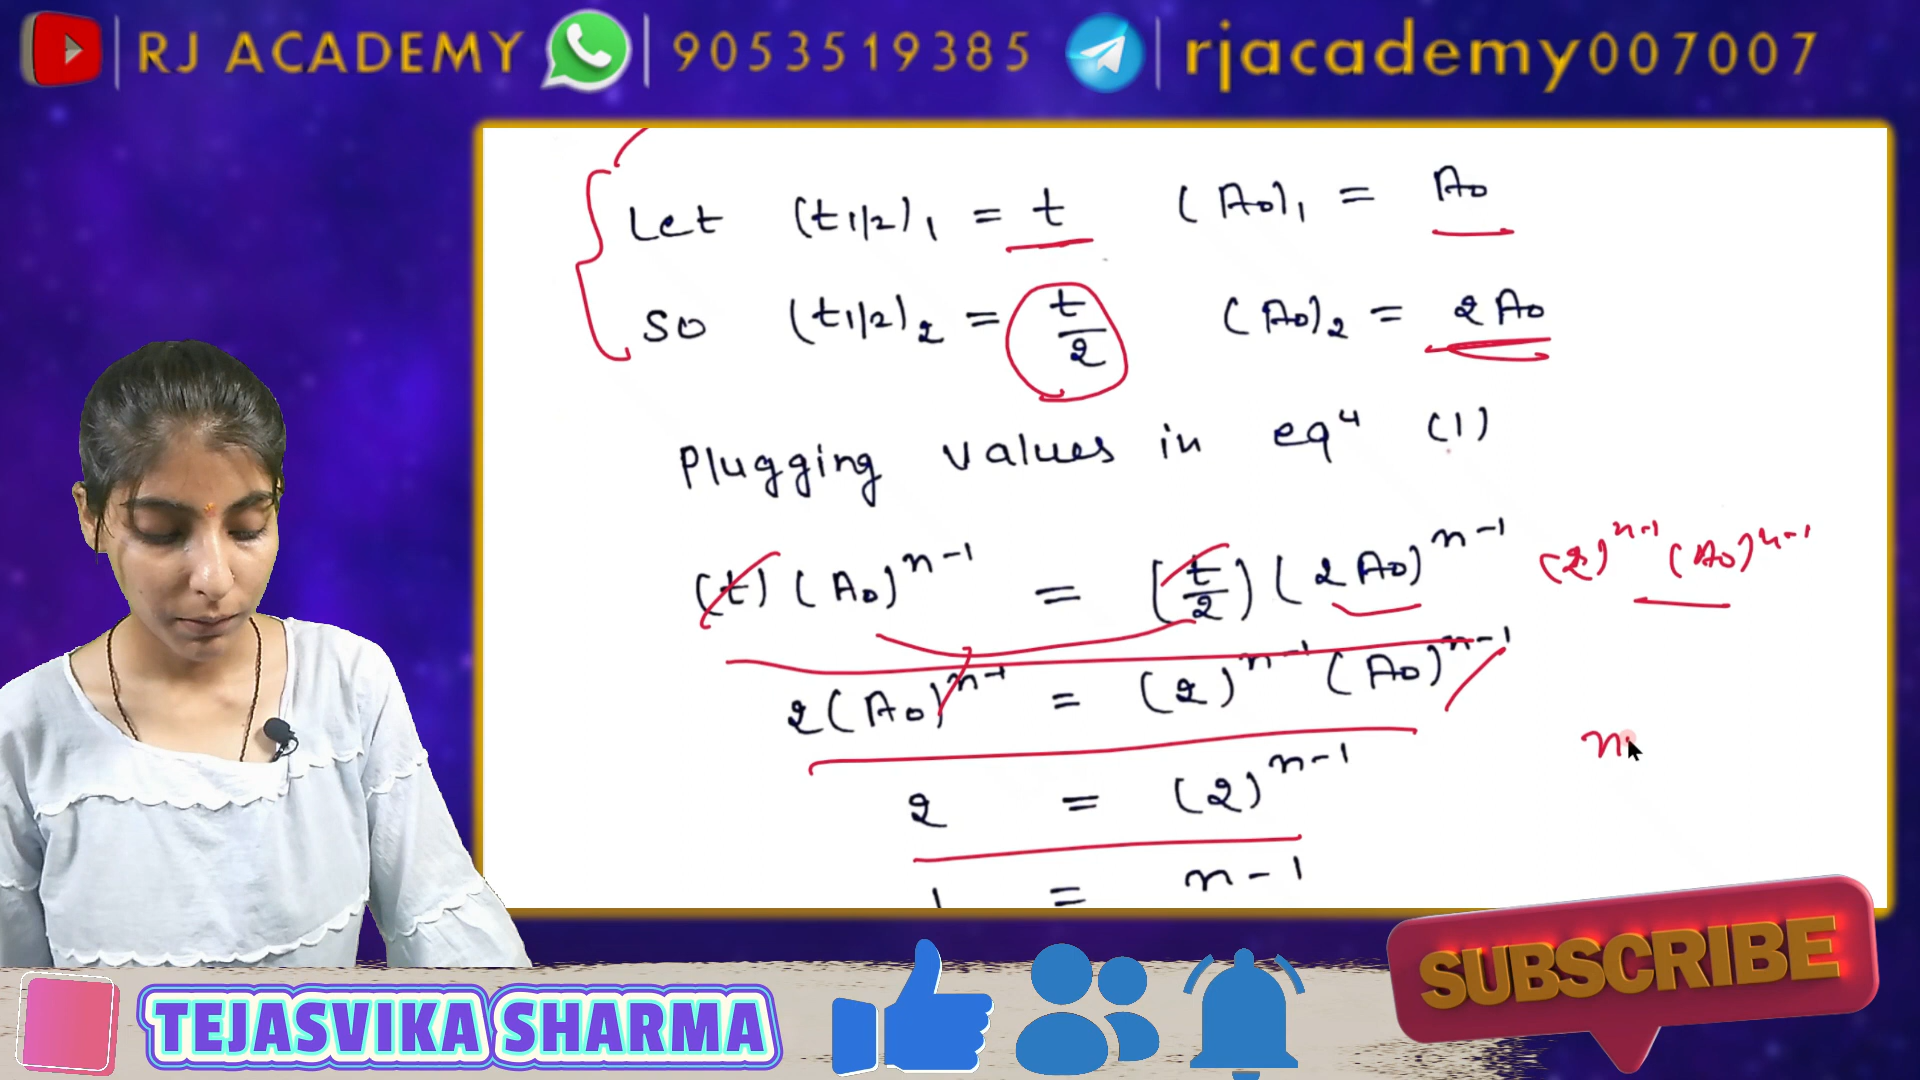 RJ ACADEMY 9053519385 rjacademy007007
Let (t1/2)₁ = t (A₀)₁ = A₀
So (t1/2)₂ = t/2 (A₀)₂ = 2A₀
Plugging values in eqⁿ (1)
(t) (A₀)ⁿ⁻¹ = (t/2) (2A₀)ⁿ⁻¹ (2)ⁿ⁻¹ (A₀)ⁿ⁻¹
2(A₀)ⁿ⁻¹ = (2)ⁿ⁻¹ (A₀)ⁿ⁻¹
n
2 = (2)ⁿ⁻¹
1 = n-1
SUBSCRIBE
TEJASVIKA SHARMA